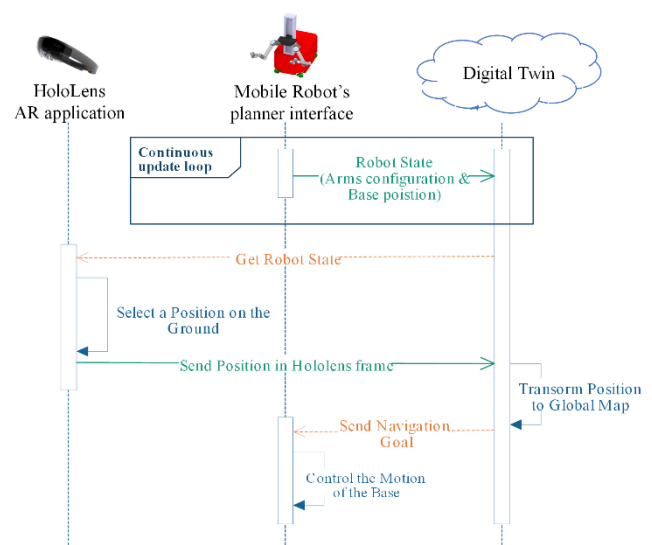 HoloLens
AR application
Mobile Robot's
planner interface
Digital Twin
Continuous
update loop
Robot State
(Arms configuration &
Base poistion)
Get Robot State
Select a Position on the
Ground
Send Position in Hololens frame
Transorm Position
to Global Map
Send Navigation
Goal
Control the Motion
of the Base